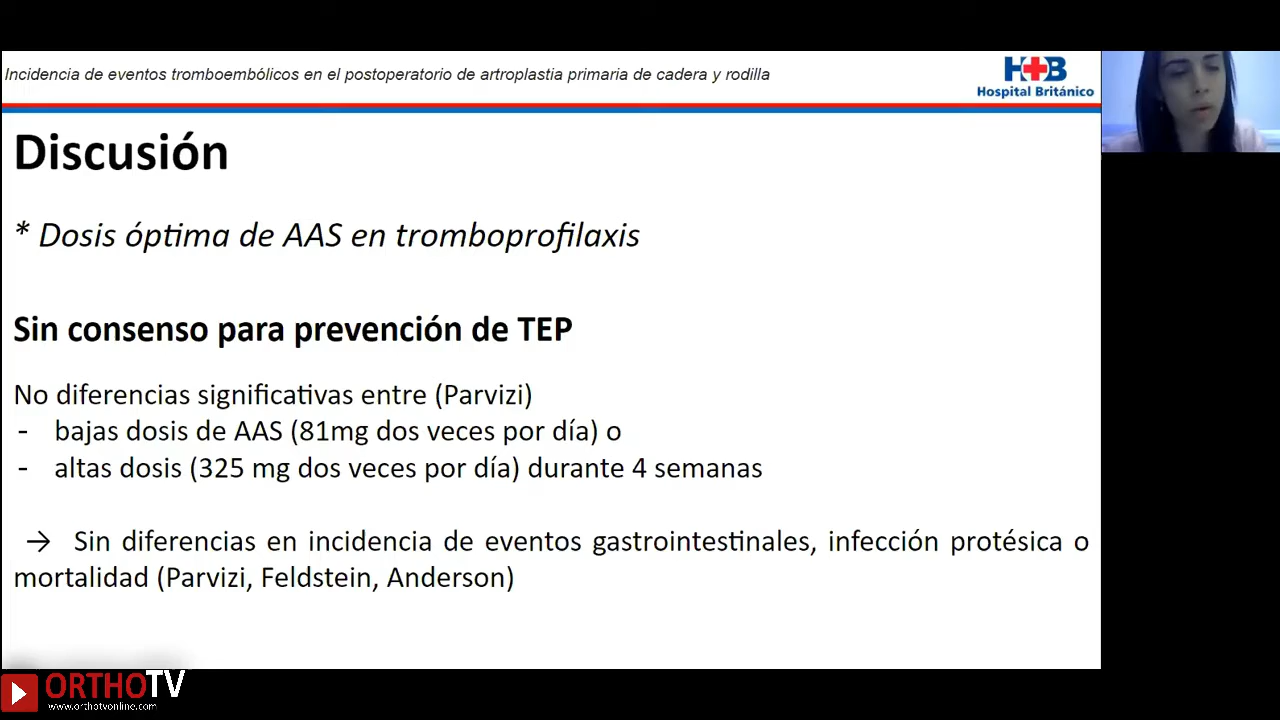 Incidencia de eventos tromboembólicos en el postoperatorio de artroplastia primaria de cadera y rodilla
H+B
Hospital Británico
Discusión
* Dosis óptima de AAS en tromboprofilaxis
Sin consenso para prevención de TEP
No diferencias significativas entre (Parvizi)
- bajas dosis de AAS (81mg dos veces por día) o
- altas dosis (325 mg dos veces por día) durante 4 semanas
→ Sin diferencias en incidencia de eventos gastrointestinales, infección protésica o
mortalidad (Parvizi, Feldstein, Anderson)
ORTHOTV
www.orthotvonline.com